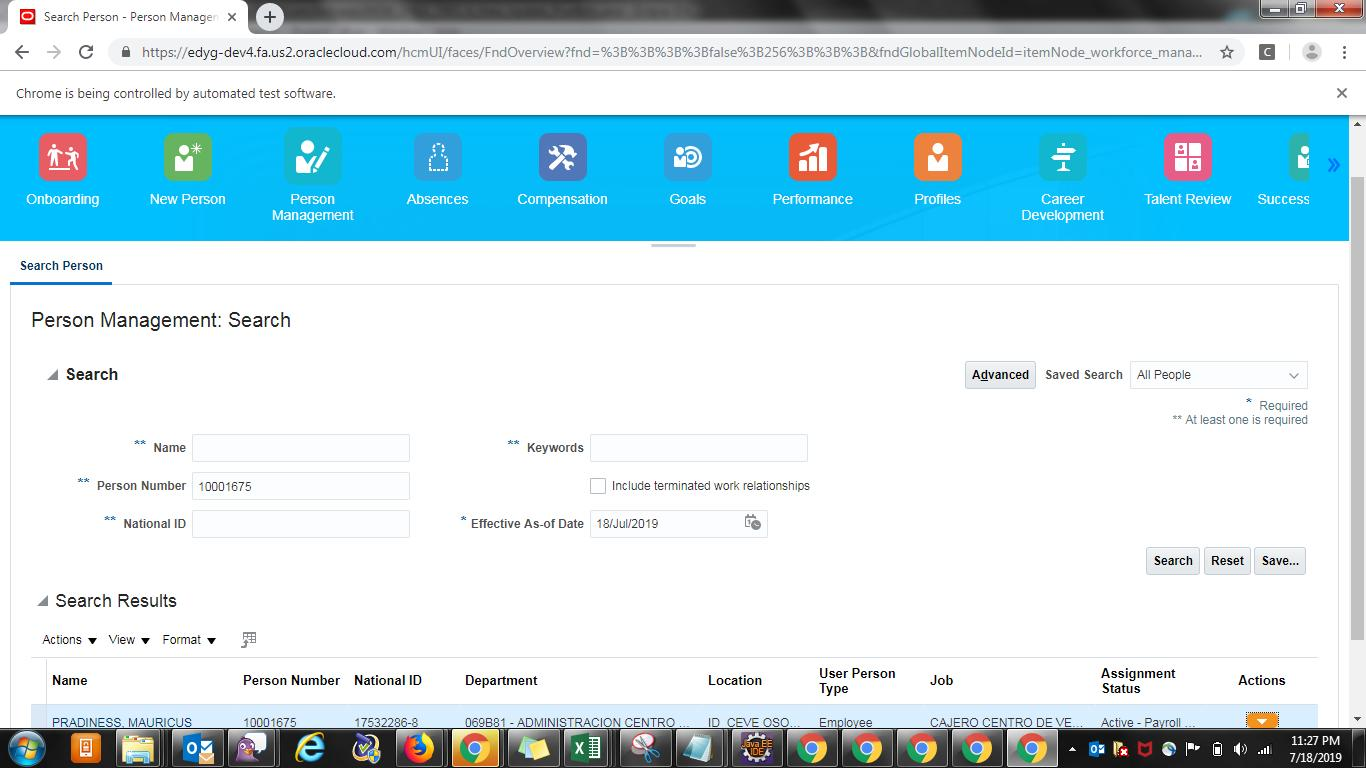 Search Person - Person Managen
https://edyg-dev4.fa.us2.oraclecloud.com/hcmUI/faces/FndOverview?fnd=%3B%3B%3B%3Bfalse%3B256%3B%3B%3B&fndGlobalItemNodeId=itemNode_workforce_mana...
Chrome is being controlled by automated test software.
Onboarding
New Person
Person
Management
Absences
Compensation
Goals
Performance
Profiles
Career
Development
Talent Review
Success
Search Person
Person Management: Search
Search
Advanced Saved Search All People
* Required
** At least one is required
** Name
** Keywords
** Person Number 10001675
Include terminated work relationships
** National ID
* Effective As-of Date 18/Jul/2019
Search Reset Save...
Search Results
Actions View Format
Name Person Number National ID Department Location User Person Type Job Assignment Status Actions
PRADINESS, MAURICUS 10001675 17532286-8 069B81 - ADMINISTRACION CENTRO ... ID_CEVE OSO... Employee CAJERO CENTRO DE VE... Active - Payroll ...
Java EE
IDE
11:27 PM
7/18/2019